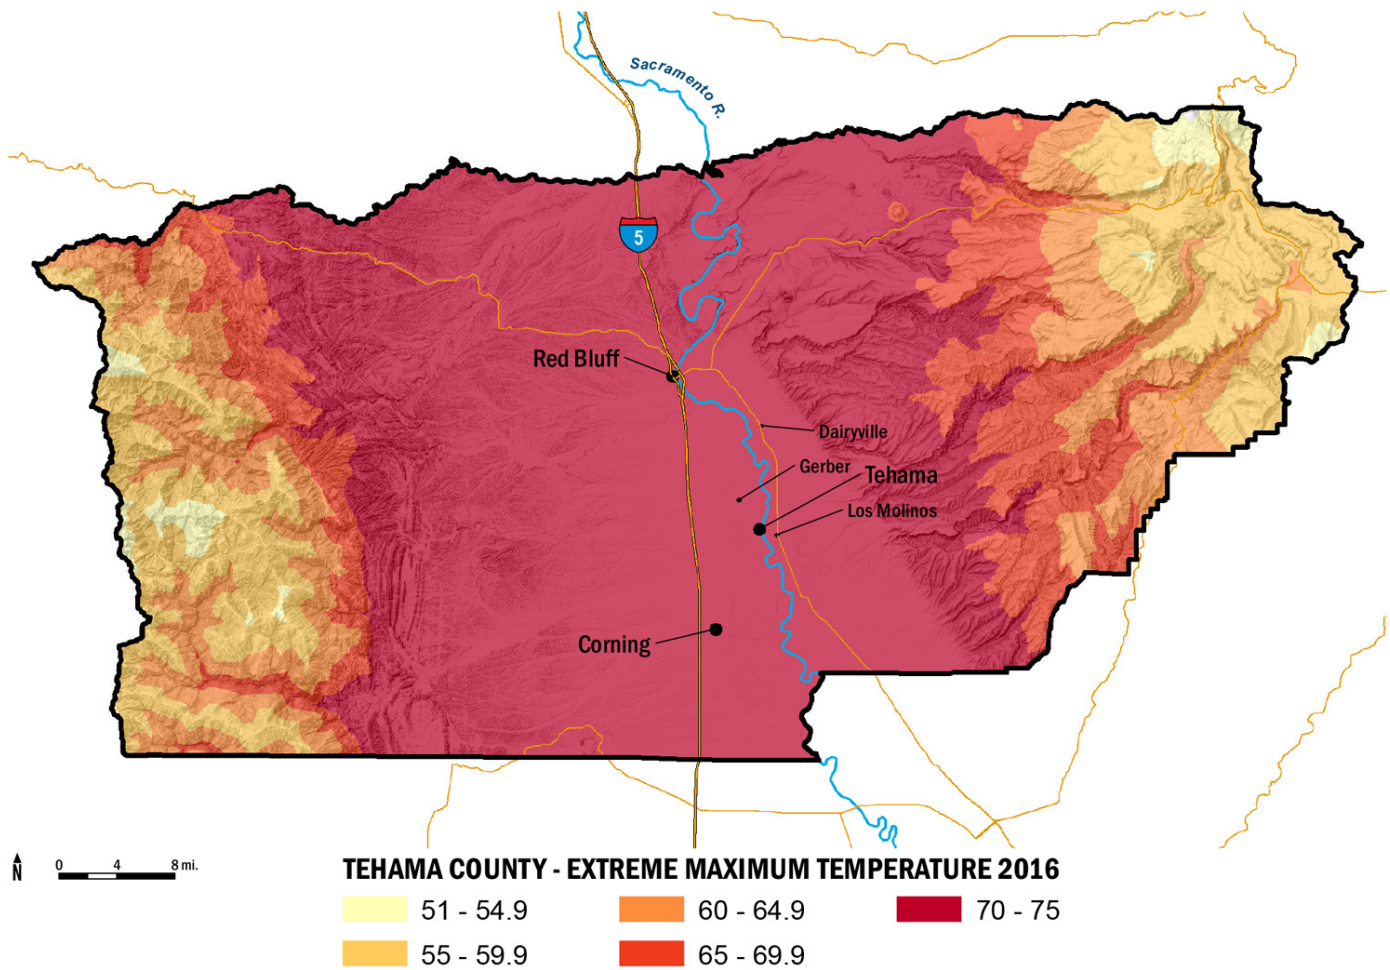 Sacramento R.
5
Red Bluff
Dairyville
Gerber
Tehama
Los Molinos
Corning
N
0 4 8 mi.
TEHAMA COUNTY - EXTREME MAXIMUM TEMPERATURE 2016
51 - 54.9 60 - 64.9 70 - 75
55 - 59.9 65 - 69.9